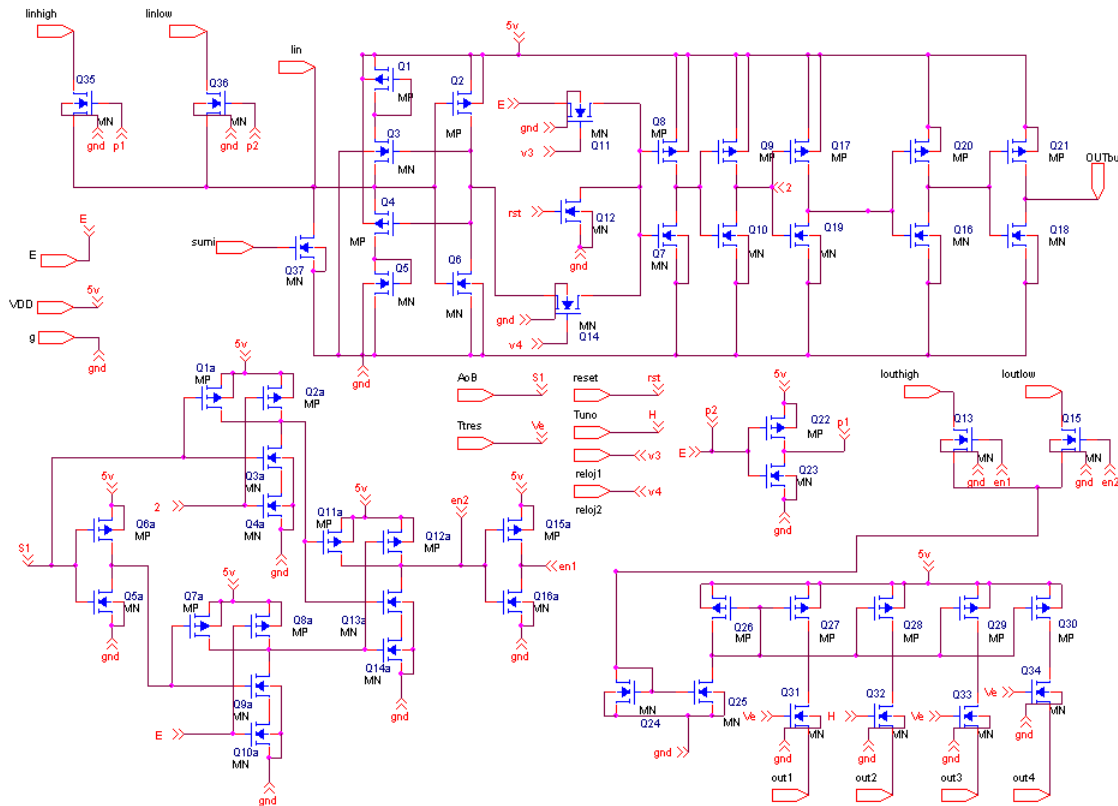 Iinhigh
Iinlow
Iin
5v
Q35
MN
gnd
p1
Q36
MN
gnd
p2
Q1
MP
Q2
MP
Q3
Q4
MP
Q5
MN
Q6
MN
E
gnd
v3
MN
Q11
Q8
MP
Q9
MP
Q17
MP
Q20
MP
Q21
MP
OUTbu
2
rst
Q12
MN
gnd
Q7
MN
Q10
MN
Q19
MN
Q16
MN
Q18
MN
sumi
Q37
MN
gnd
v4
MN
Q14
gnd
E
E
VDD
5v
g
gnd
AoB
S1
Ttres
Ve
reset
rst
Tuno
H
v3
reloj1
v4
reloj2
5v
p2
E
Q22
MP
p1
Q23
MN
gnd
Iouthigh
Q13
MN
gnd
en1
Ioutlow
Q15
MN
gnd
en2
5v
Q1a
MP
Q2a
MP
Q3a
MN
Q4a
MN
2
gnd
5v
Q6a
MP
S1
Q5a
MN
gnd
5v
Q7a
MP
Q8a
MP
Q9a
MN
E
Q10a
MN
gnd
5v
Q11a
MP
Q12a
MP
Q13a
MN
Q14a
MN
gnd
en2
5v
Q15a
MP
en1
Q16a
MN
gnd
5v
Q26
MP
Q27
MP
Q28
MP
Q29
MP
Q30
MP
MN
Q24
Q25
MN
gnd
Ve
Q31
MN
gnd
H
Q32
MN
gnd
Ve
Q33
MN
gnd
Ve
Q34
MN
gnd
out1
out2
out3
out4